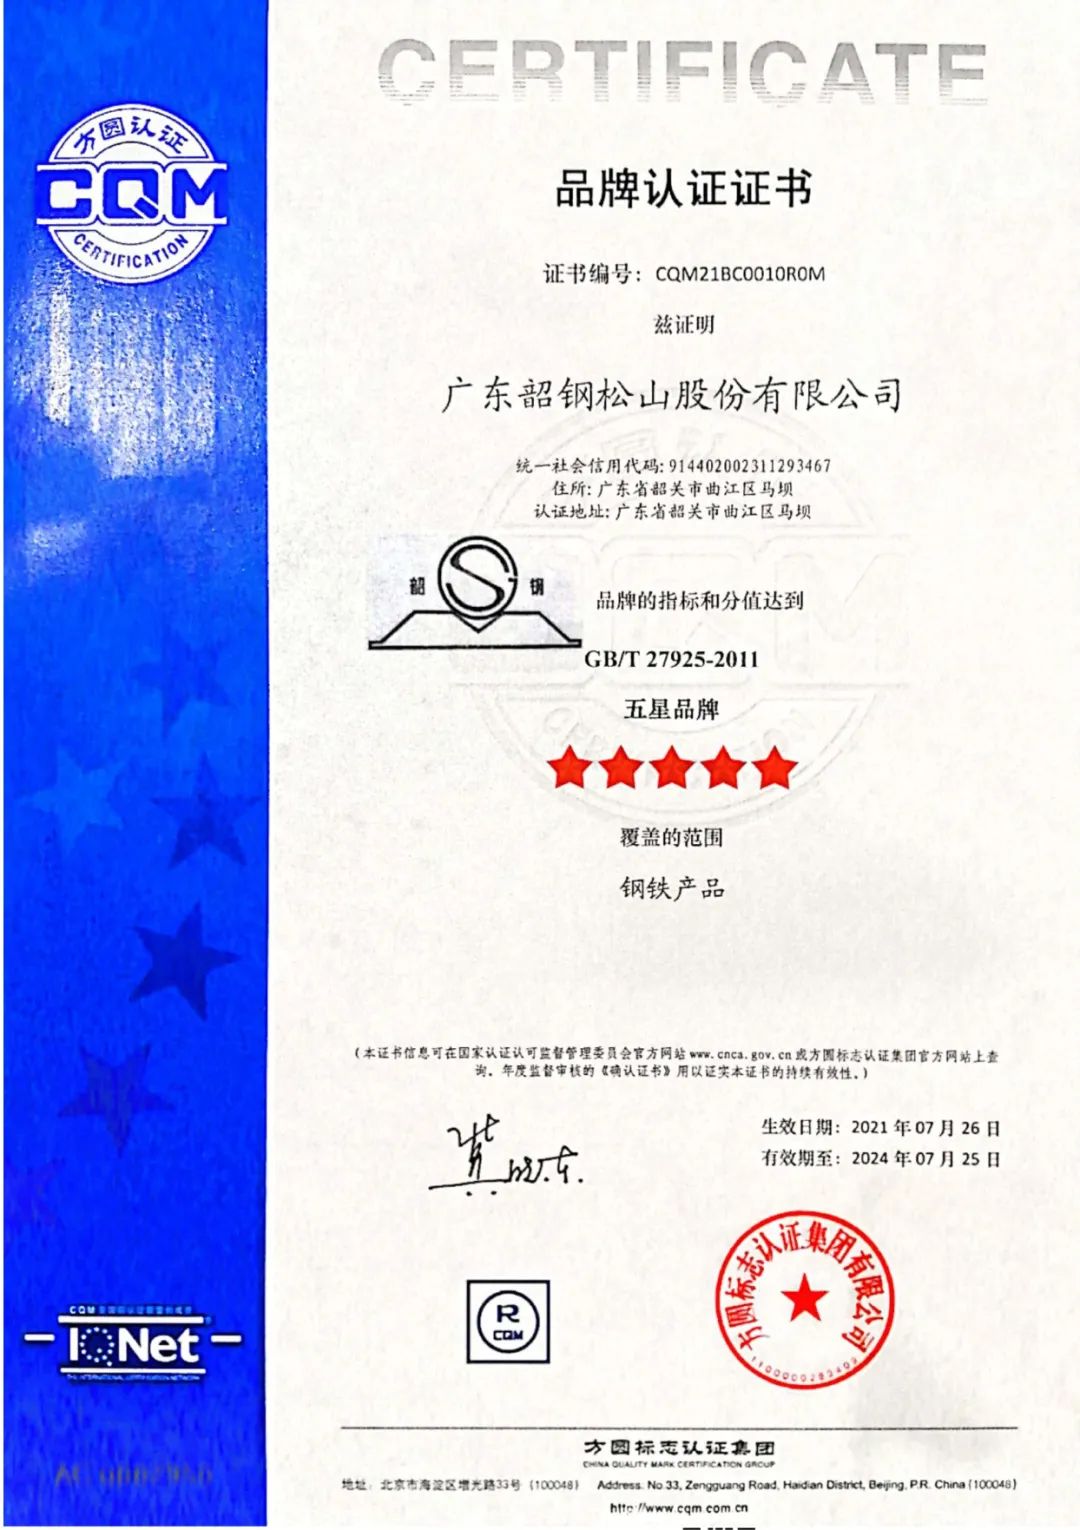 CERTIFICATE
方圆认证
CQM
CERTIFICATION
品牌认证证书
证书编号：CQM21BC0010R0M
兹证明
广东韶钢松山股份有限公司
统一社会信用代码：914402002311293467
住所：广东省韶关市曲江区马坝
认证地址：广东省韶关市曲江区马坝
韶 S 钢
品牌的指标和分值达到
GB/T 27925-2011
五星品牌
覆盖的范围
钢铁产品
(本证书信息可在国家认证认可监督管理委员会官方网站 www.cnca.gov.cn 或方圆标志认证集团官方网站上查
询。年度监督审核的《确认证书》用以证实本证书的持续有效性。)
生效日期：2021 年 07 月 26 日
有效期至：2024 年 07 月 25 日
方圆标志认证集团有限公司
R
CQM
IQNet
THE INTERNATIONAL CERTIFICATION NETWORK
方圆标志认证集团
CHINA QUALITY MARK CERTIFICATION GROUP
地址：北京市海淀区增光路33号 (100048) Address. No 33, Zengguang Road, Haidian District, Beijing, P.R. China (100048)
http://www.cqm.com.cn